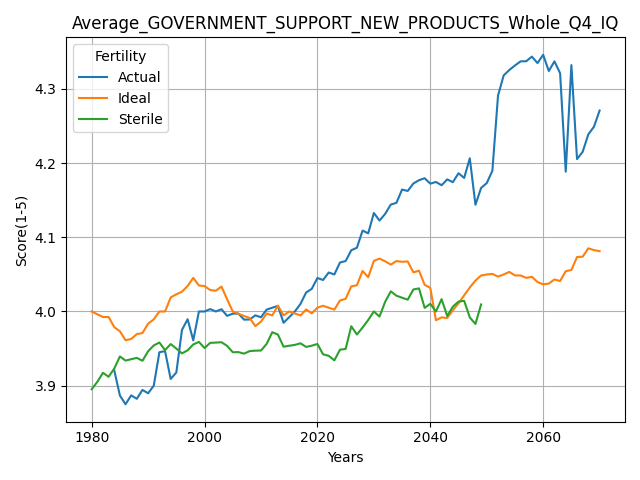 Average_GOVERNMENT_SUPPORT_NEW_PRODUCTS_Whole_Q4_IQ
Fertility
Actual
Ideal
Sterile
Score(1-5)
4.3
4.2
4.1
4.0
3.9
1980
2000
2020
2040
2060
Years